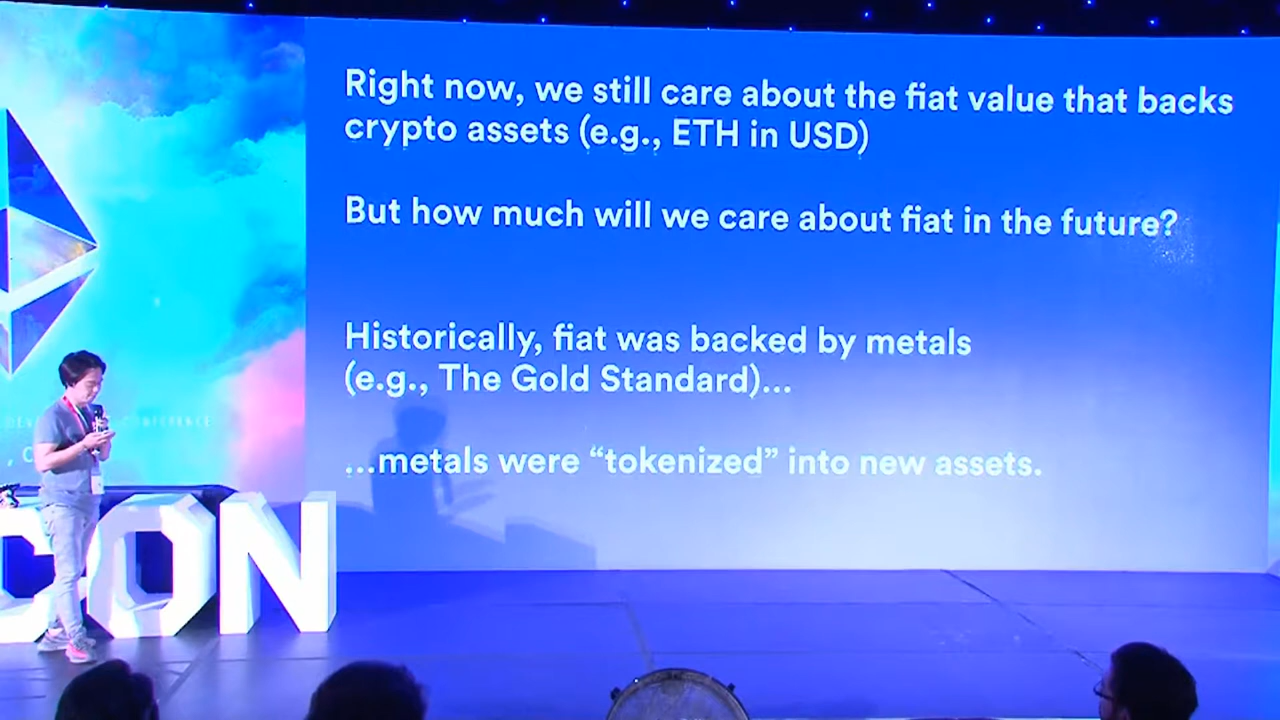 Right now, we still care about the fiat value that backs
crypto assets (e.g., ETH in USD)
But how much will we care about fiat in the future?
Historically, fiat was backed by metals
(e.g., The Gold Standard)...
...metals were “tokenized” into new assets.
CONFERENCE
CON